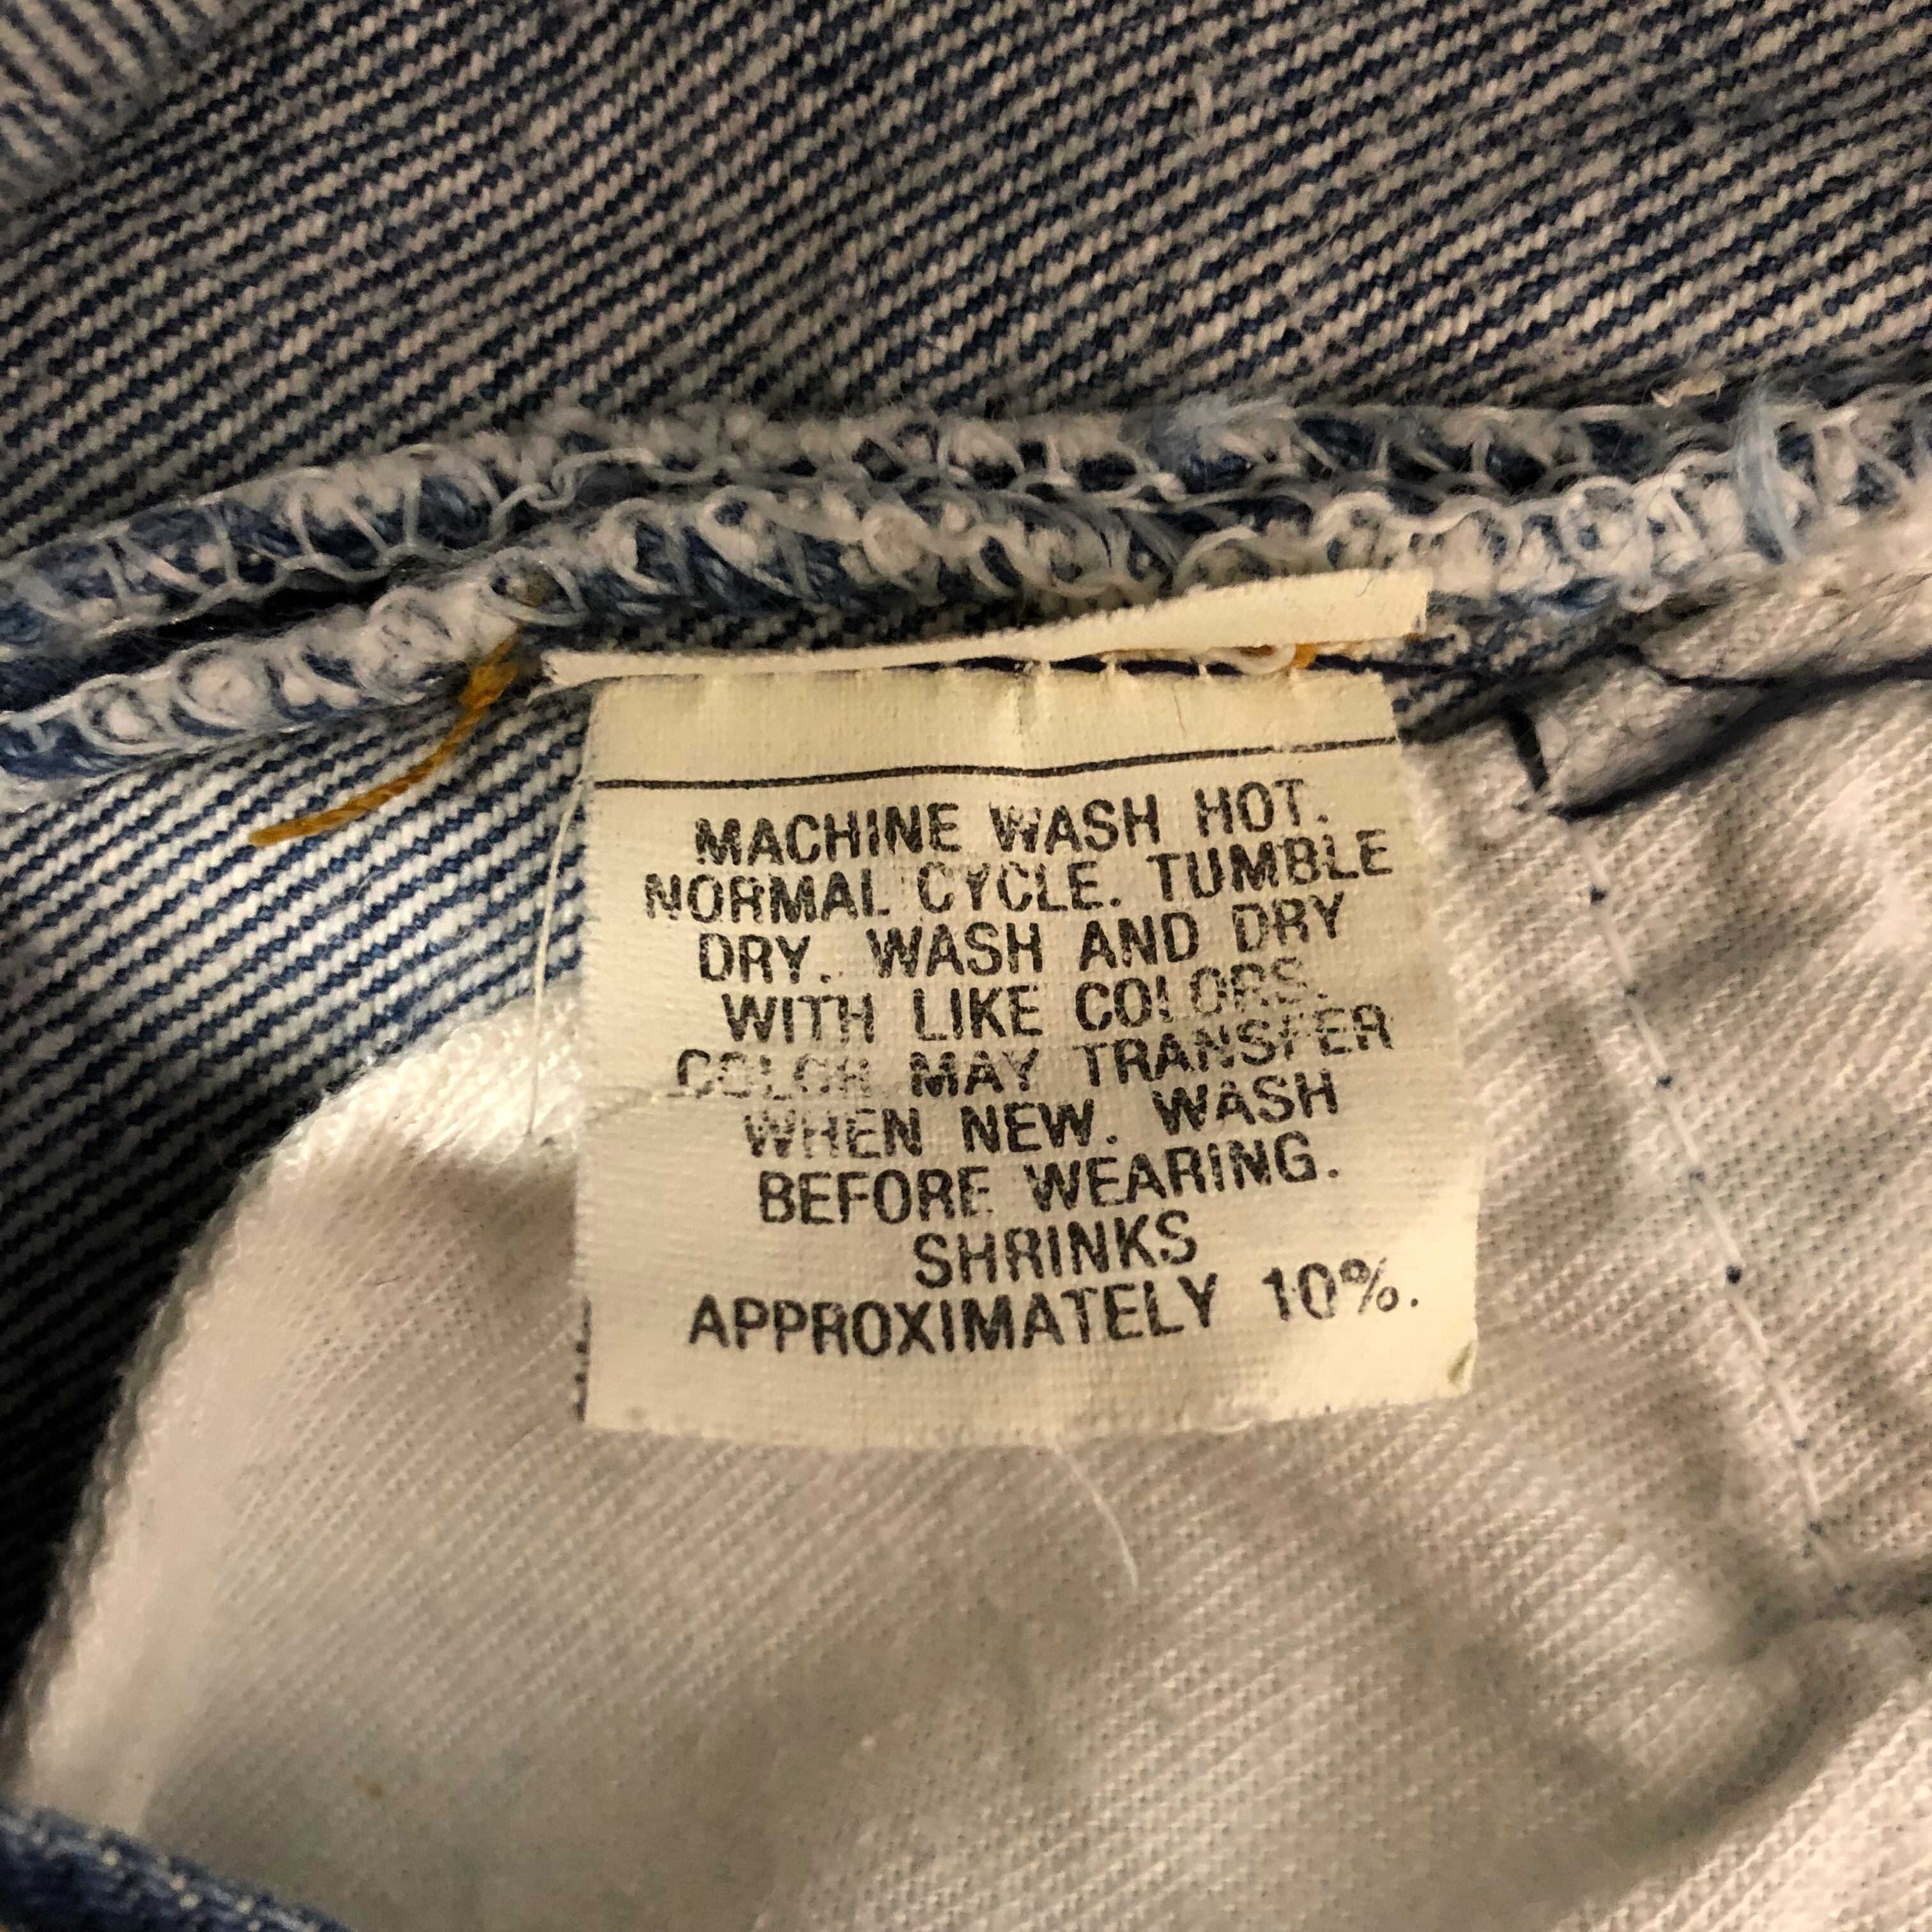 MACHINE WASH HOT.
NORMAL CYCLE. TUMBLE
DRY. WASH AND DRY
WITH LIKE COLORS.
COLOR MAY TRANSFER
WHEN NEW. WASH
BEFORE WEARING.
SHRINKS
APPROXIMATELY 10%.